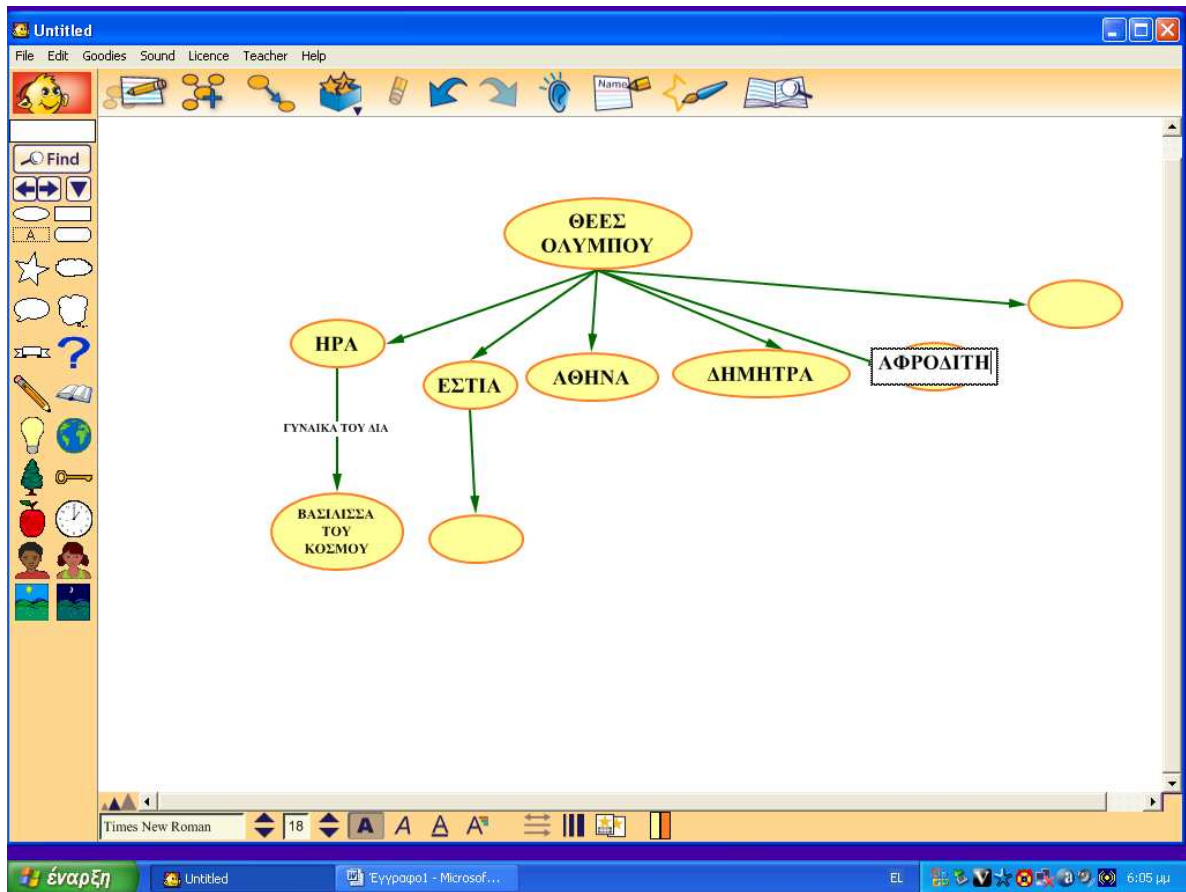 Untitled
File Edit Goodies Sound Licence Teacher Help
Name
Find
A
ΘΕΕΣ
ΟΛΥΜΠΟΥ
ΗΡΑ
ΕΣΤΙΑ
ΑΘΗΝΑ
ΔΗΜΗΤΡΑ
ΑΦΡΟΔΙΤΗ
ΓΥΝΑΙΚΑ ΤΟΥ ΔΙΑ
ΒΑΣΙΛΙΣΣΑ
ΤΟΥ
ΚΟΣΜΟΥ
Times New Roman 18 A A A A
έναρξη Untitled Έγγραφο1 - Microsof... EL 6:05 μμ